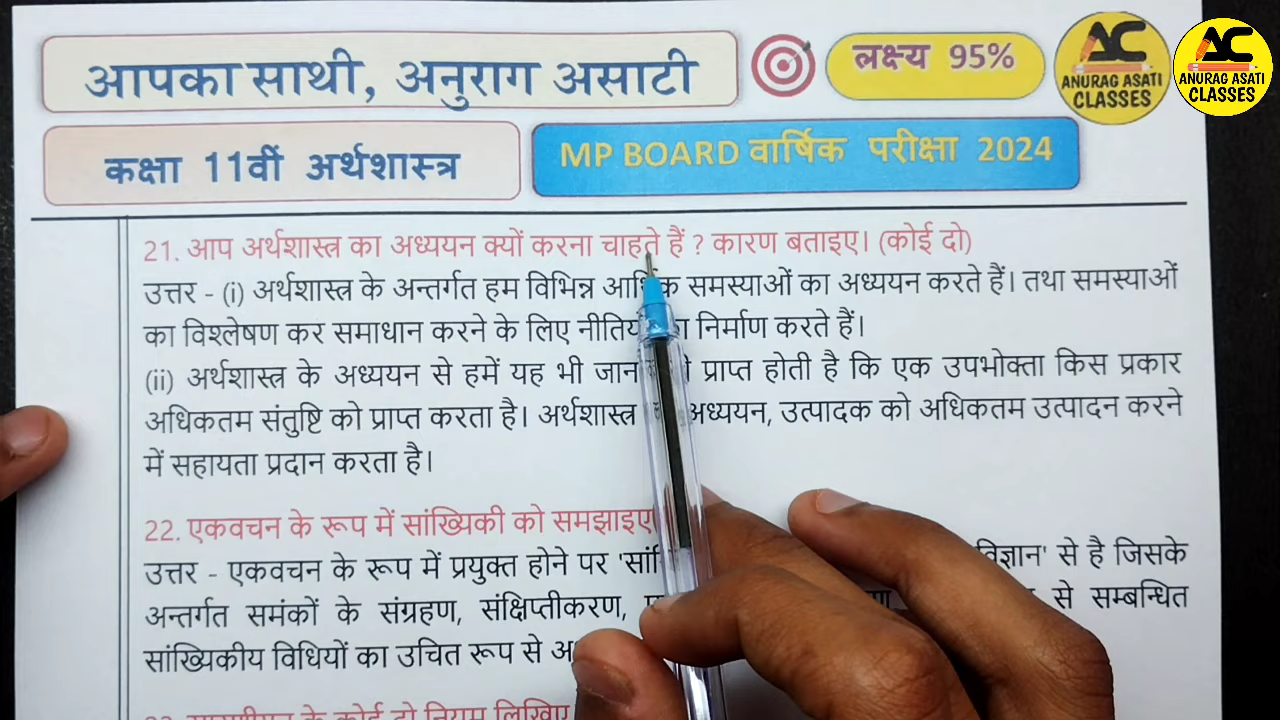 आपका साथी, अनुराग असाटी
लक्ष्य 95%
AC
ANURAG ASATI
CLASSES
AC
ANURAG ASATI
CLASSES
कक्षा 11वीं अर्थशास्त्र
MP BOARD वार्षिक परीक्षा 2024
21. आप अर्थशास्त्र का अध्ययन क्यों करना चाहते हैं ? कारण बताइए। (कोई दो)
उत्तर - (i) अर्थशास्त्र के अन्तर्गत हम विभिन्न आर्थिक समस्याओं का अध्ययन करते हैं। तथा समस्याओं
का विश्लेषण कर समाधान करने के लिए निर्माण करते हैं।
(ii) अर्थशास्त्र के अध्ययन से हमें यह भी प्राप्त होती है कि एक उपभोक्ता किस प्रकार
अधिकतम संतुष्टि को प्राप्त करता है। अर्थशास्त्र अध्ययन, उत्पादक को अधिकतम उत्पादन करने
में सहायता प्रदान करता है।
22. एकवचन के रूप में सांख्यिकी को समझाइए
उत्तर - एकवचन के रूप में प्रयुक्त होने पर विज्ञान' से है जिसके
अन्तर्गत समंकों के संग्रहण, संक्षिप्तीकरण, से सम्बन्धित
सांख्यिकीय विधियों का उचित रूप से
के कोई दो नियम लिखिए